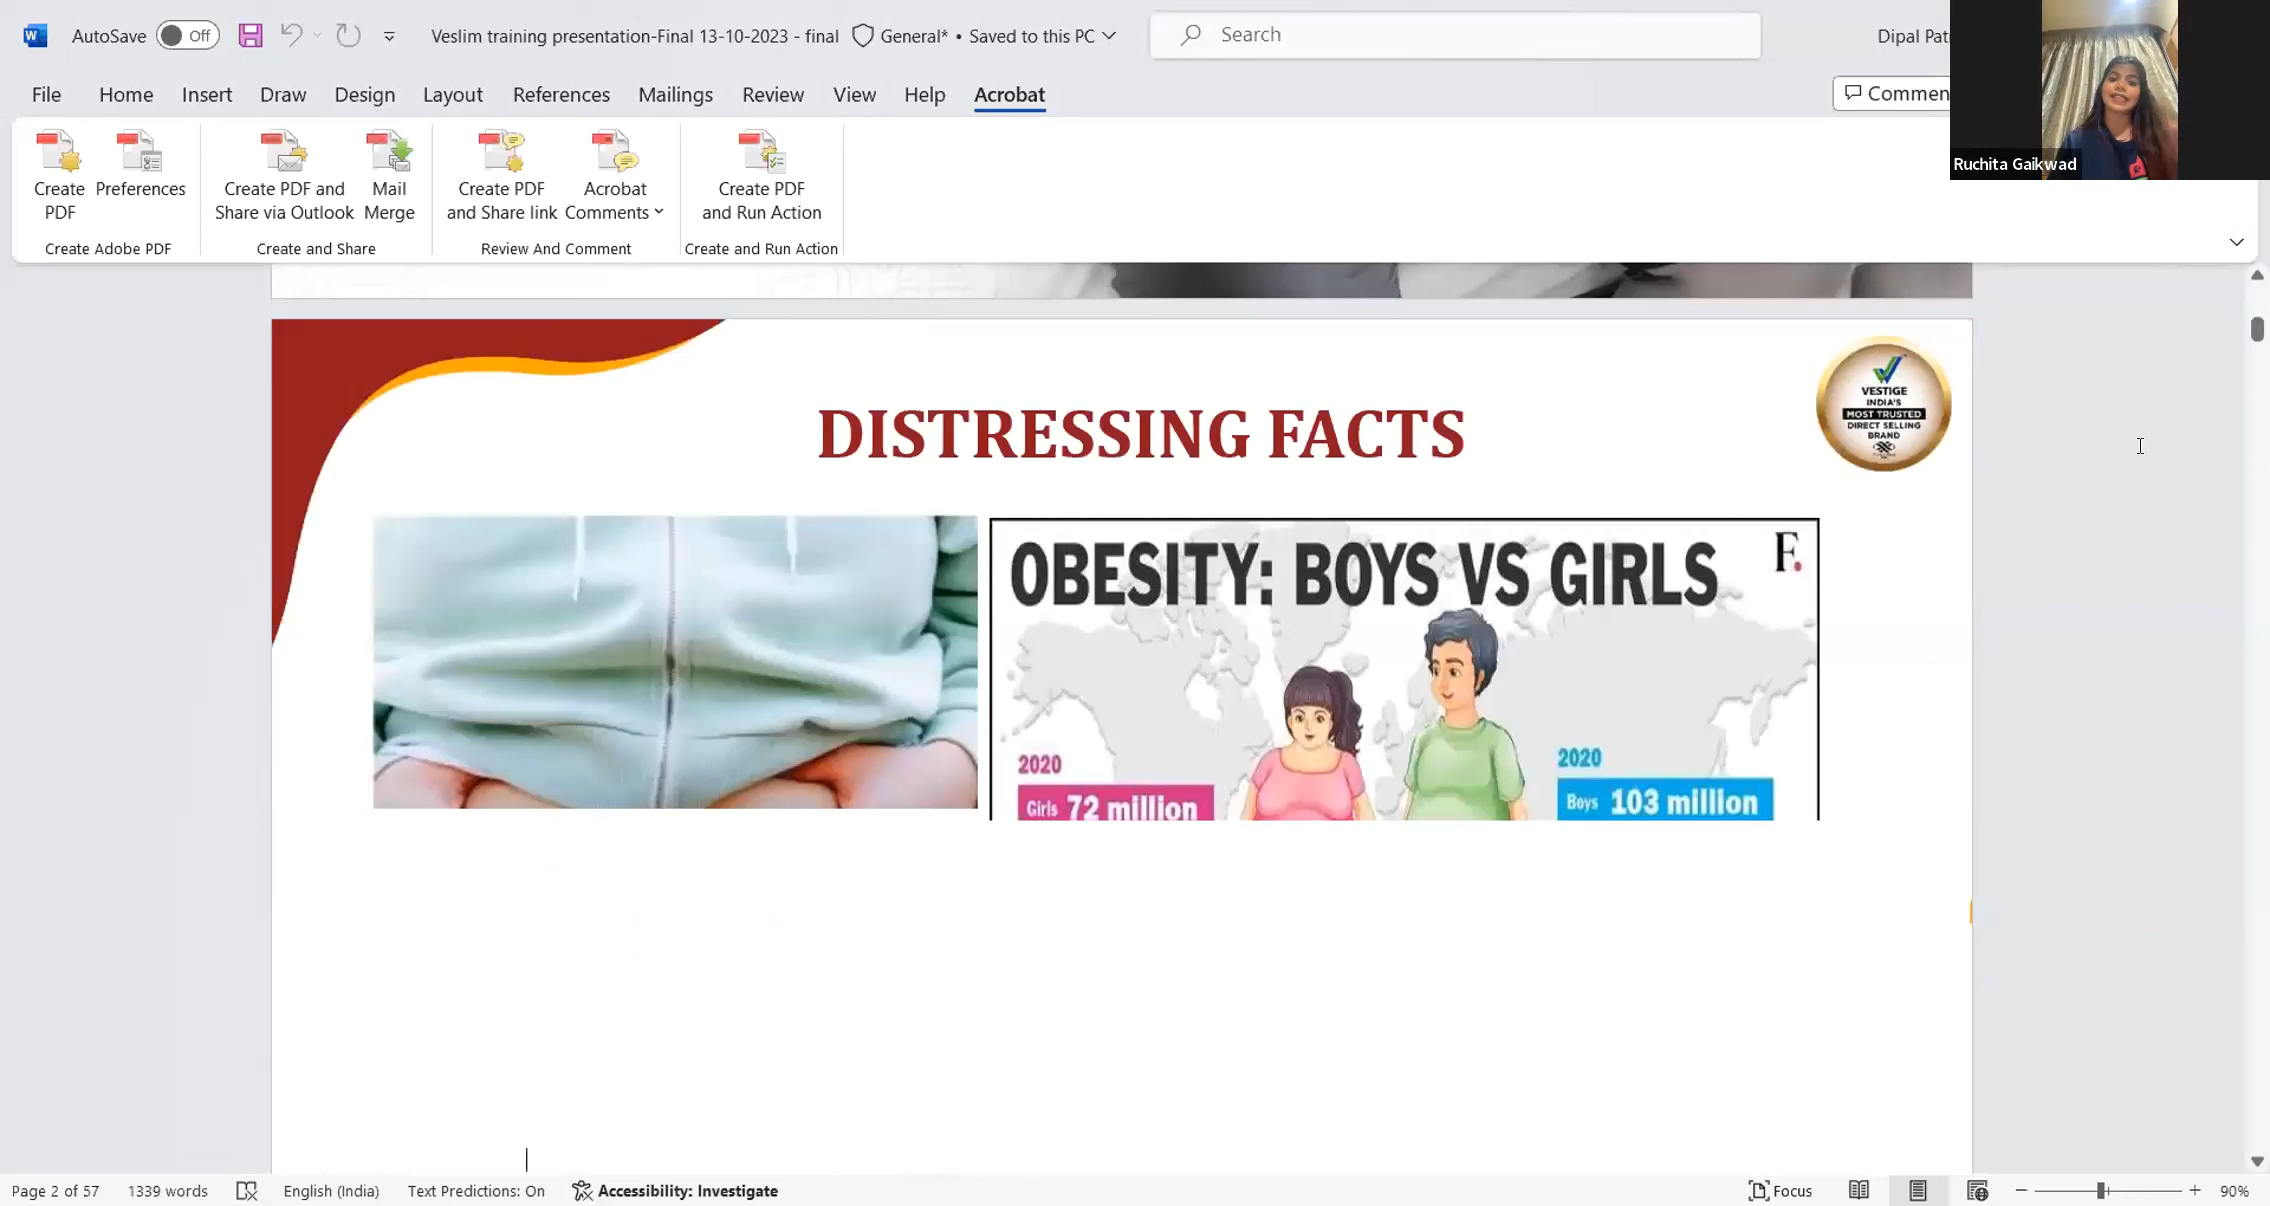 AutoSave Off Veslim training presentation-Final 13-10-2023 - final General* • Saved to this PC Search Dipal Pat
File Home Insert Draw Design Layout References Mailings Review View Help Acrobat Commen
Ruchita Gaikwad
Create PDF
Preferences
Create PDF and Share via Outlook
Mail Merge
Create PDF and Share link
Acrobat Comments
Create PDF and Run Action
Create Adobe PDF Create and Share Review And Comment Create and Run Action
DISTRESSING FACTS
VESTIGE
INDIA'S
MOST TRUSTED
DIRECT SELLING
BRAND
OBESITY: BOYS VS GIRLS F.
2020
Girls 72 million
2020
Boys 103 million
Page 2 of 57 1339 words English (India) Text Predictions: On Accessibility: Investigate Focus 90%